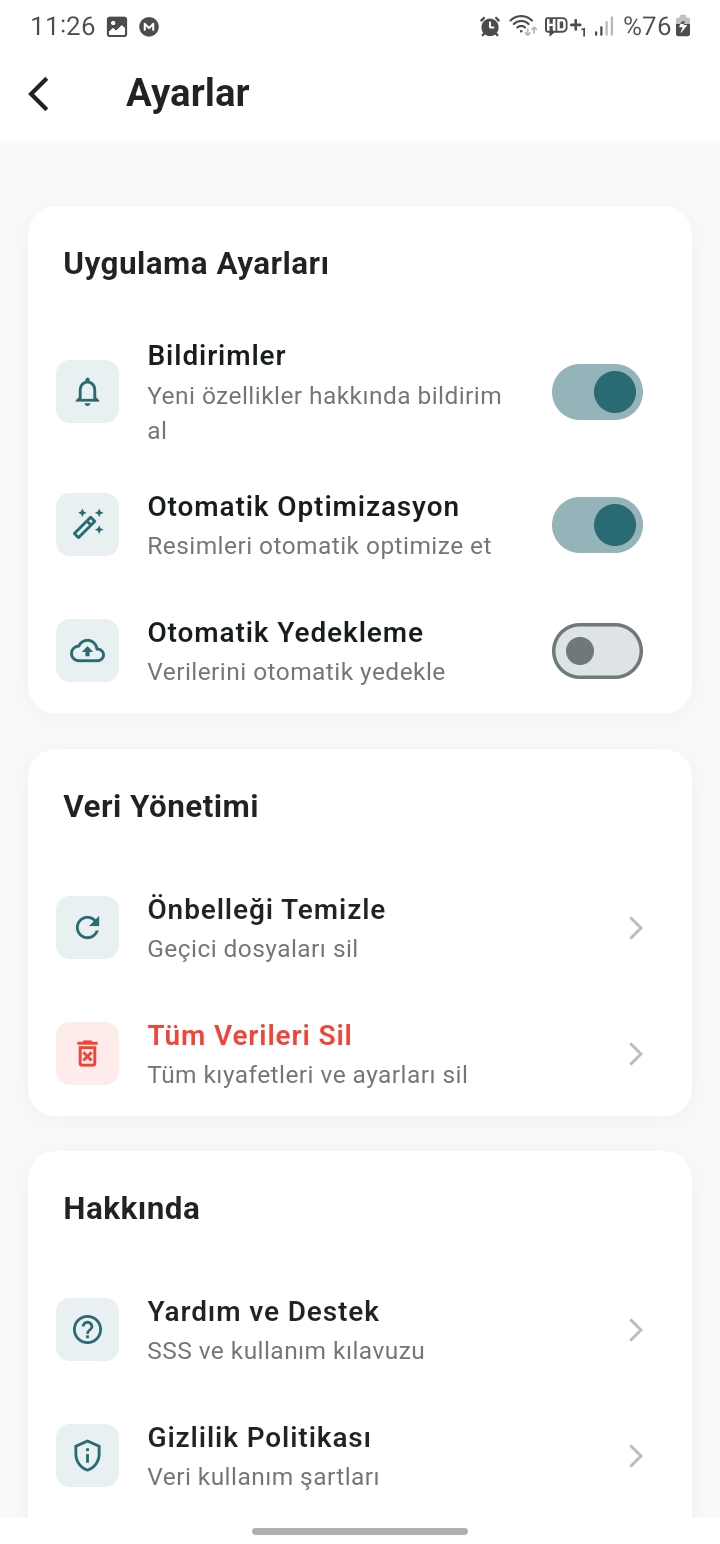 11:26
HD+1
%76
Ayarlar
Uygulama Ayarları
Bildirimler
Yeni özellikler hakkında bildirim
al
Otomatik Optimizasyon
Resimleri otomatik optimize et
Otomatik Yedekleme
Verilerini otomatik yedekle
Veri Yönetimi
Önbelleği Temizle
Geçici dosyaları sil
Tüm Verileri Sil
Tüm kıyafetleri ve ayarları sil
Hakkında
Yardım ve Destek
SSS ve kullanım kılavuzu
Gizlilik Politikası
Veri kullanım şartları